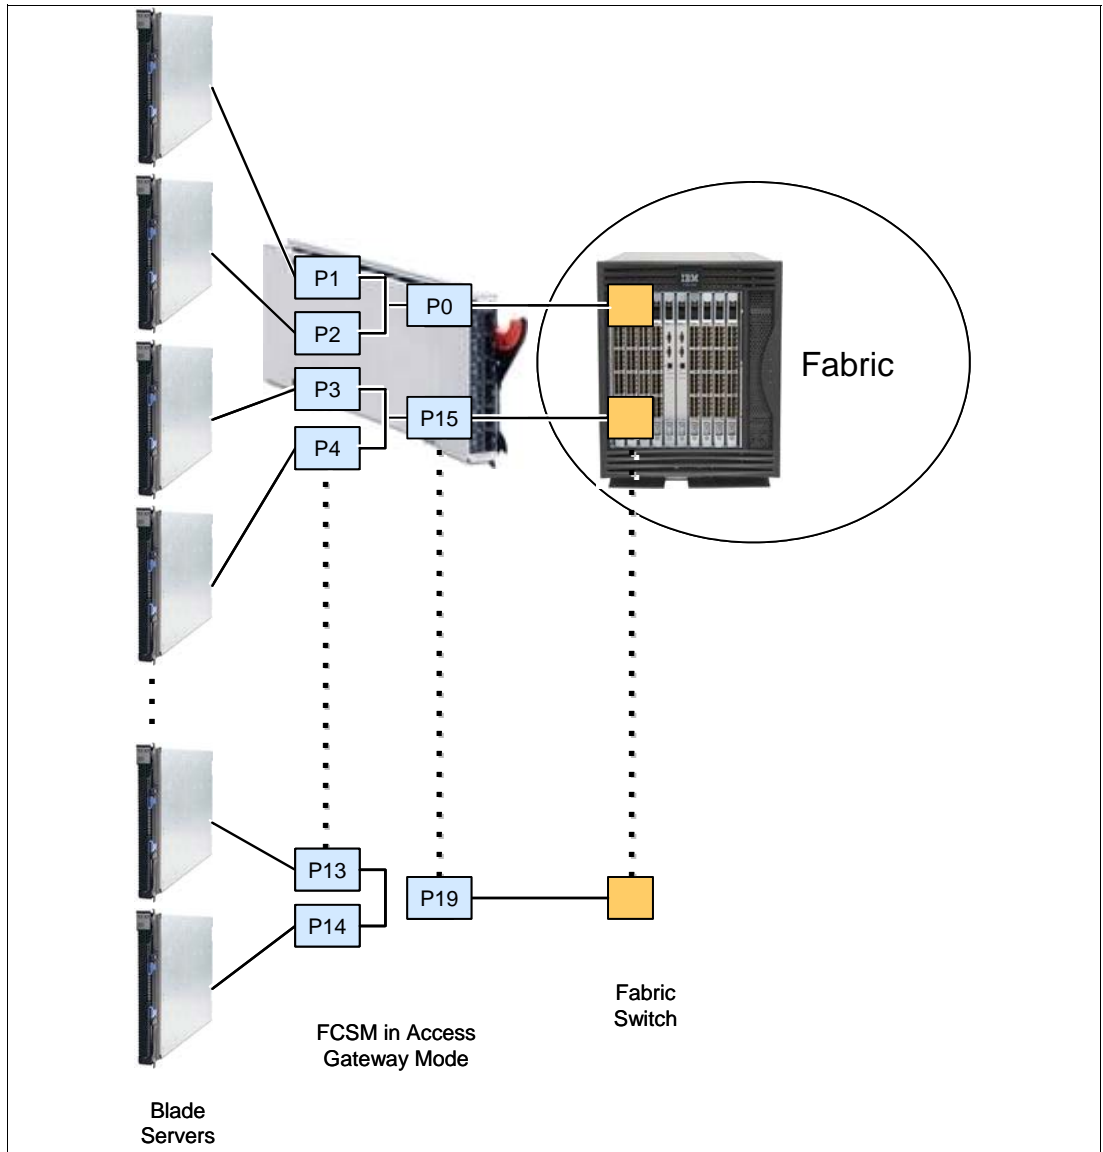 P1
P0
P2
P3
P15
P4
IBM
Fabric
P13
P19
P14
Fabric
Switch
FCSM in Access
Gateway Mode
Blade
Servers